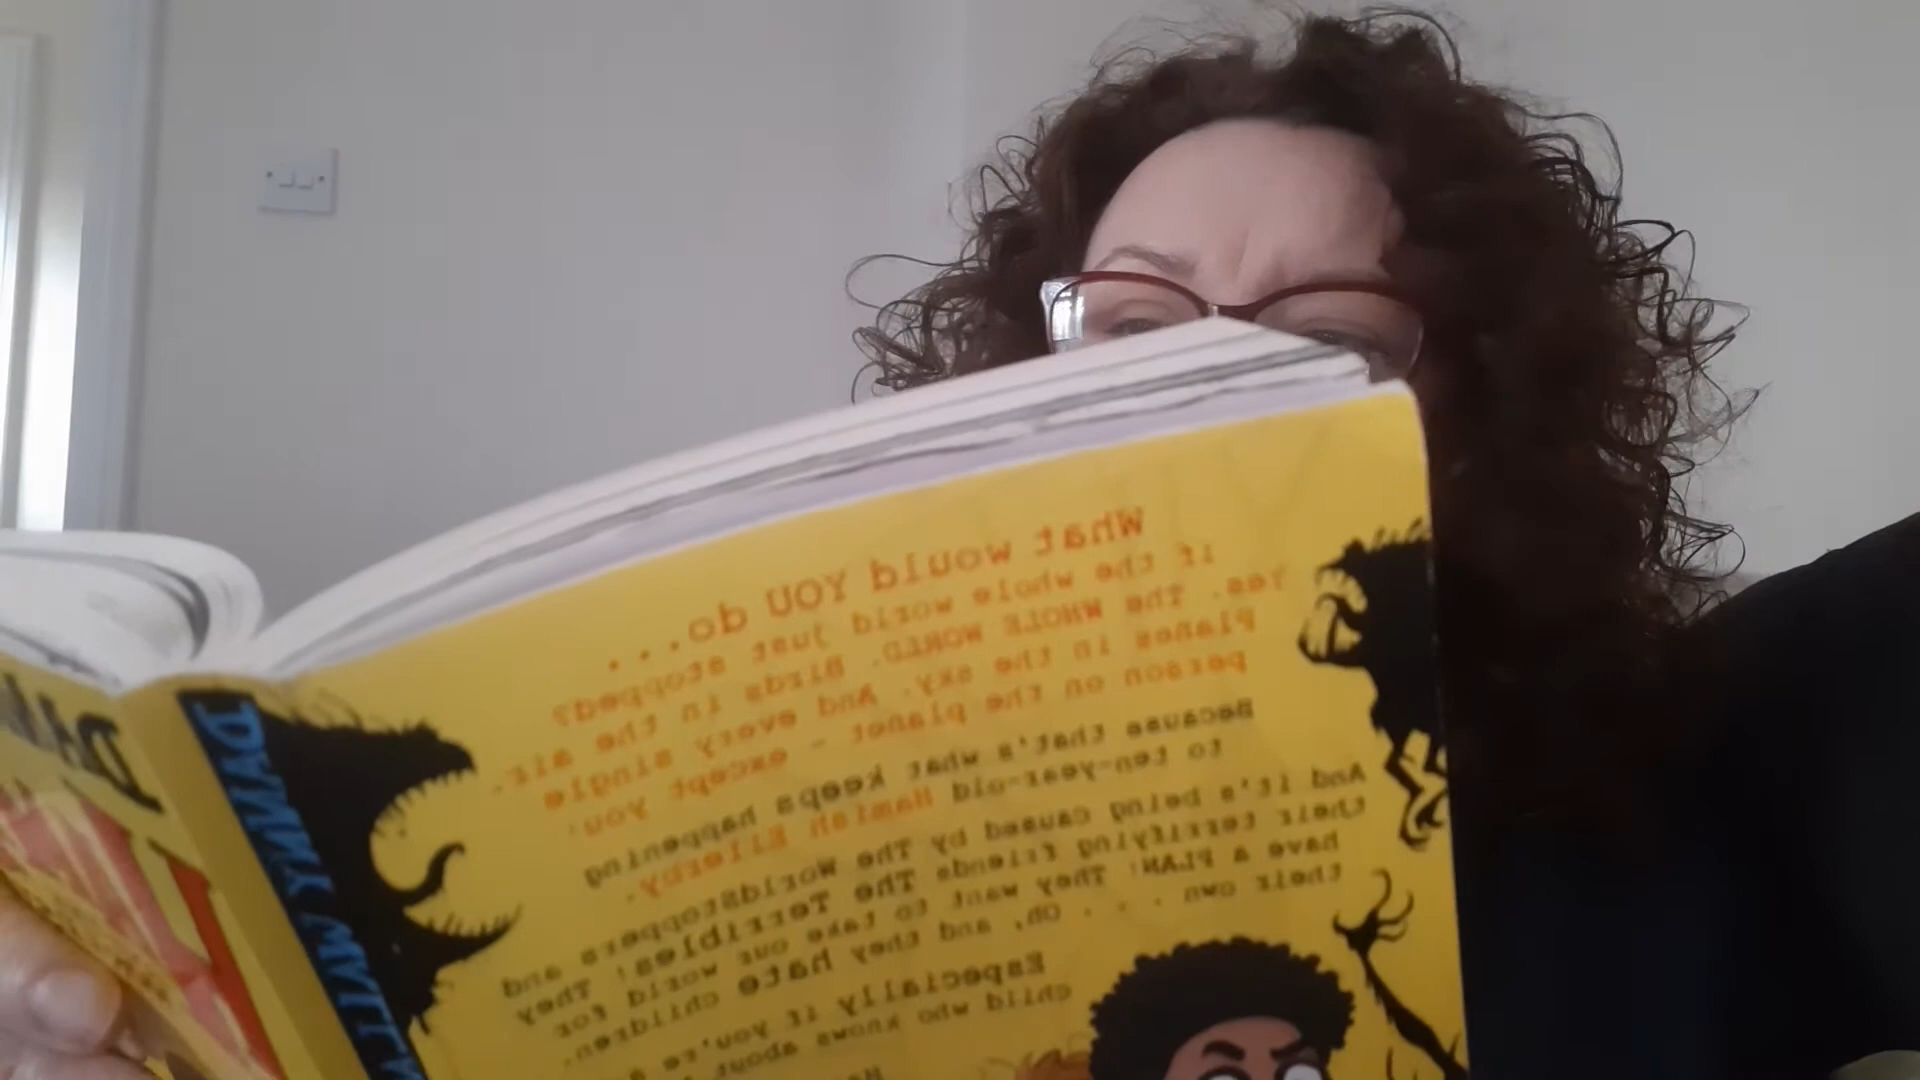 What would YOU do...
if the whole world just stopped?
Yes. The WHOLE WORLD. Birds in the air.
Planes in the sky. And every single
person on the planet – except you!
Because that's what keeps happening
to ten-year-old Hamish Ellerby.
And it's being caused by The WorldStoppers and
their terrifying friends The Terribles! They
have a PLAN! They want to take our world for
their own . . . Oh, and they hate children.
Especially if you're a
child who knows about
DANNY WALLA